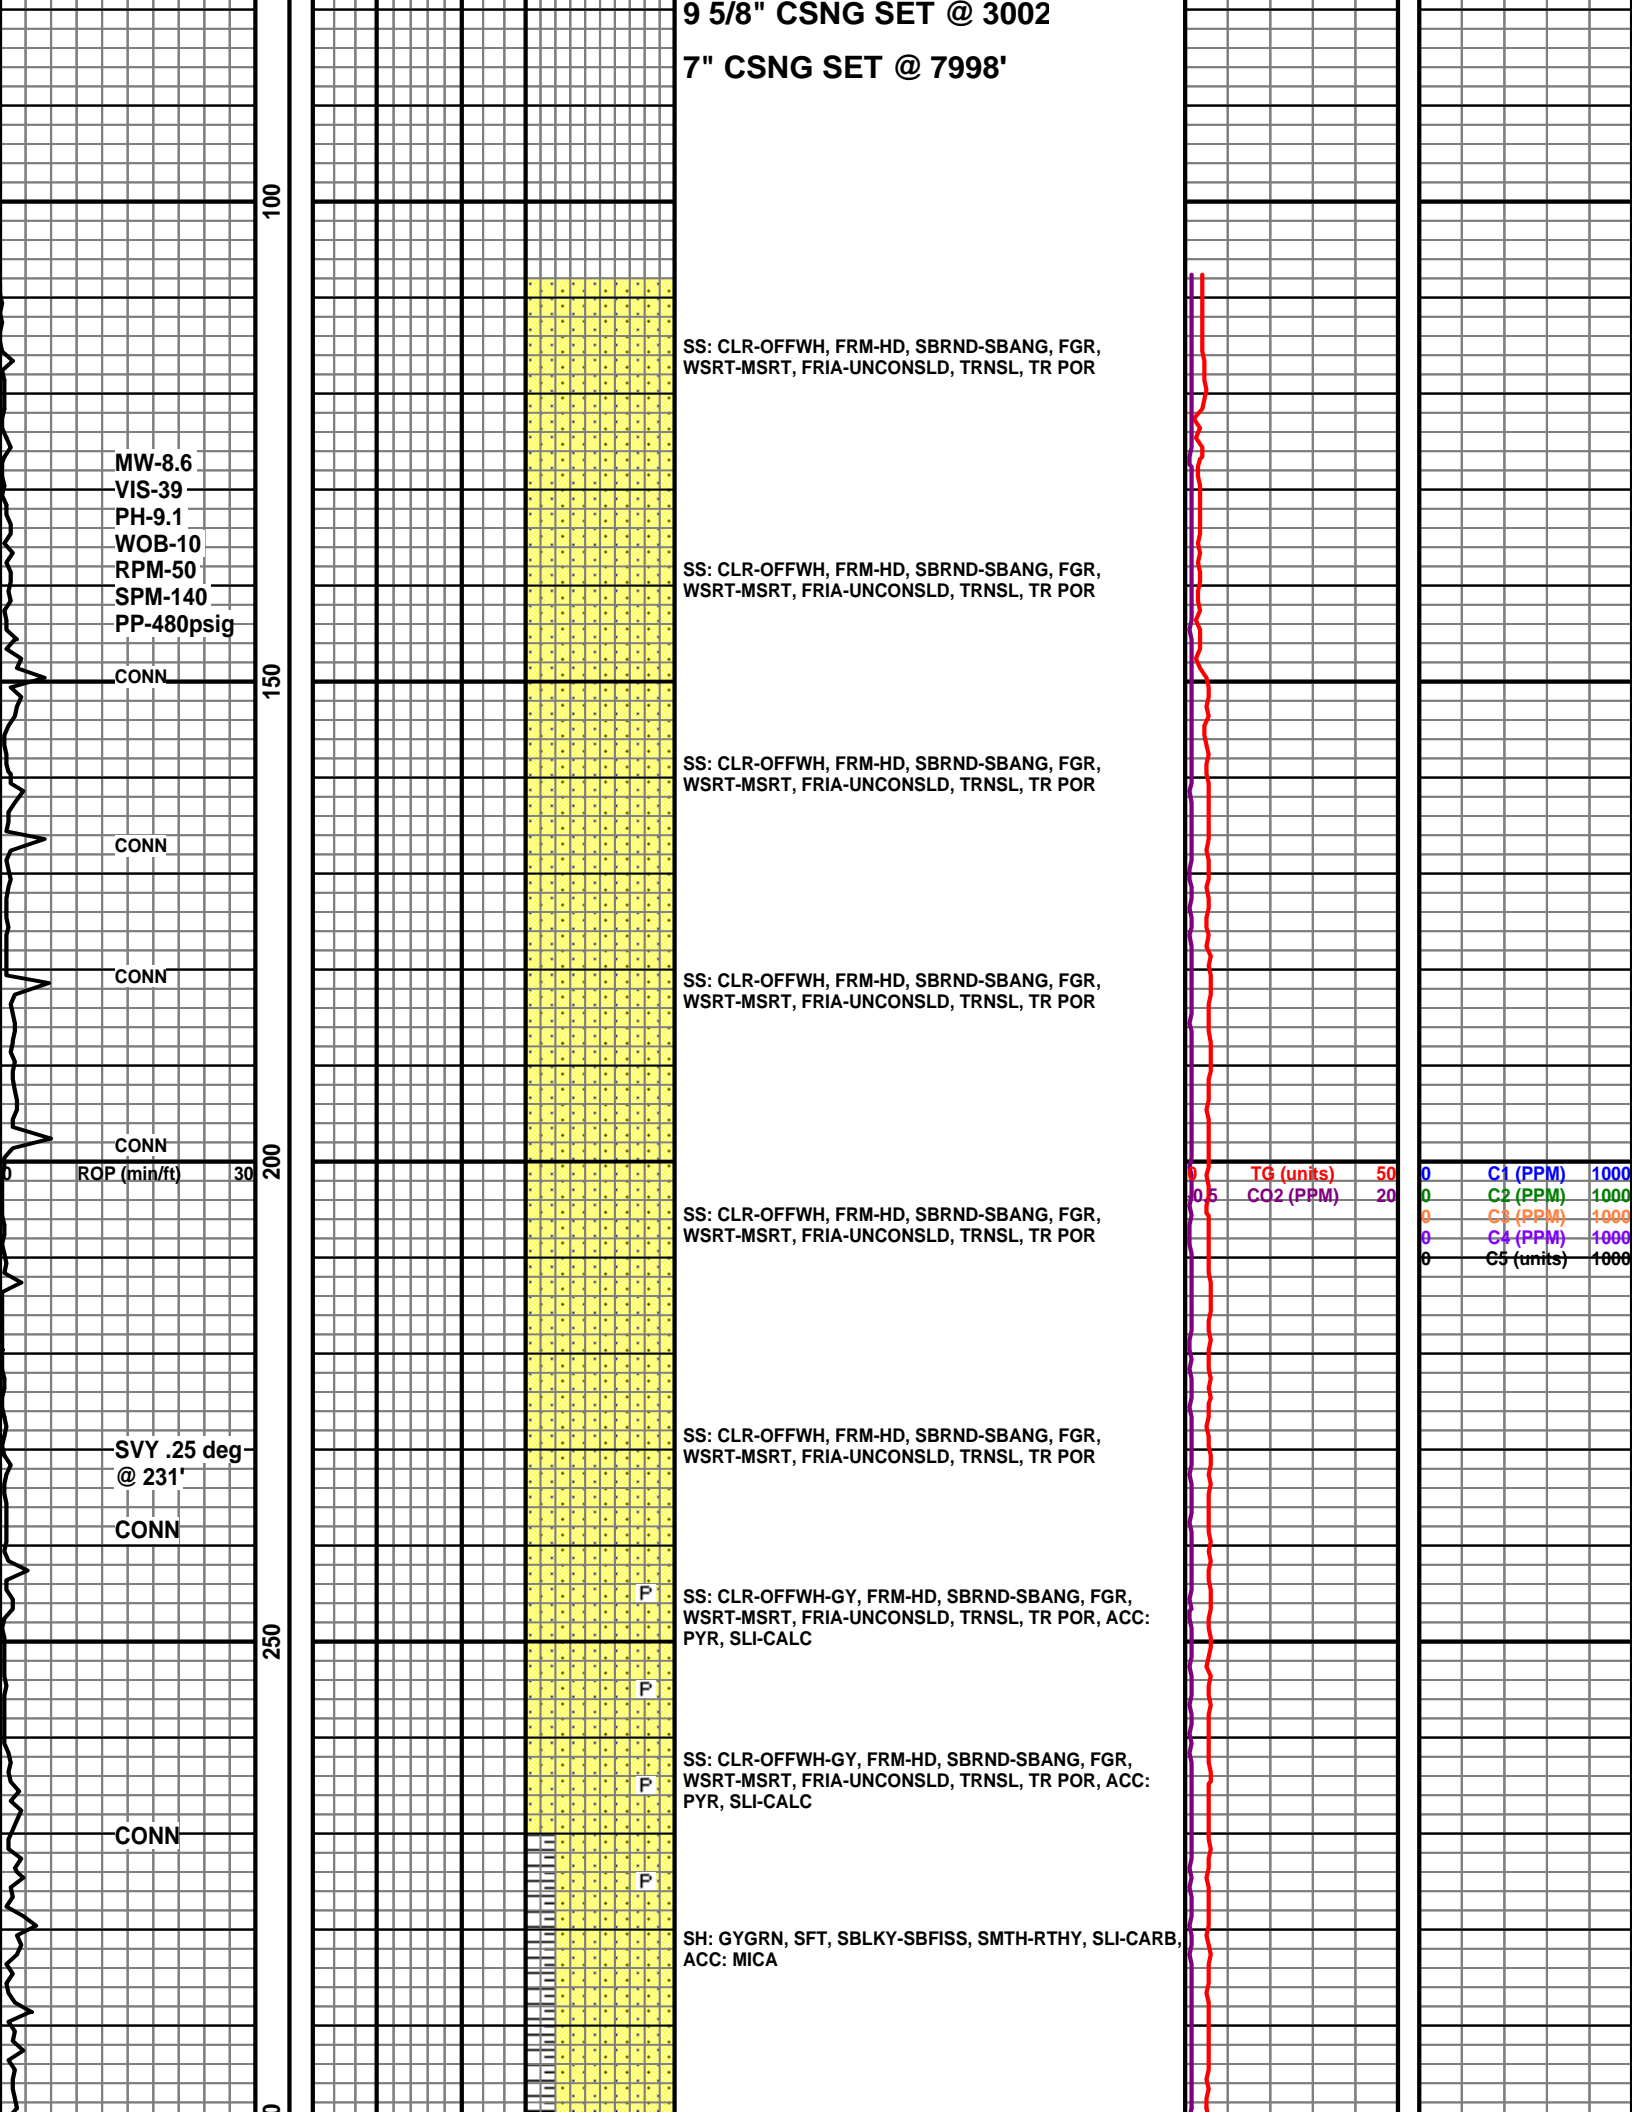 9 5/8" CSNG SET @ 3002
7" CSNG SET @ 7998'
100
SS: CLR-OFFWH, FRM-HD, SBRND-SBANG, FGR,
WSRT-MSRT, FRIA-UNCONSLD, TRNSL, TR POR
MW-8.6
VIS-39
PH-9.1
WOB-10
RPM-50
SPM-140
PP-480psig
SS: CLR-OFFWH, FRM-HD, SBRND-SBANG, FGR,
WSRT-MSRT, FRIA-UNCONSLD, TRNSL, TR POR
CONN
150
SS: CLR-OFFWH, FRM-HD, SBRND-SBANG, FGR,
WSRT-MSRT, FRIA-UNCONSLD, TRNSL, TR POR
CONN
CONN
SS: CLR-OFFWH, FRM-HD, SBRND-SBANG, FGR,
WSRT-MSRT, FRIA-UNCONSLD, TRNSL, TR POR
CONN
200
0 ROP (min/ft) 30
0 TG (units) 50
-0.5 CO2 (PPM) 20
0 C1 (PPM) 1000
0 C2 (PPM) 1000
0 C3 (PPM) 1000
0 C4 (PPM) 1000
0 C5 (units) 1000
SS: CLR-OFFWH, FRM-HD, SBRND-SBANG, FGR,
WSRT-MSRT, FRIA-UNCONSLD, TRNSL, TR POR
SS: CLR-OFFWH, FRM-HD, SBRND-SBANG, FGR,
WSRT-MSRT, FRIA-UNCONSLD, TRNSL, TR POR
SVY .25 deg
@ 231'
CONN
P
SS: CLR-OFFWH-GY, FRM-HD, SBRND-SBANG, FGR,
WSRT-MSRT, FRIA-UNCONSLD, TRNSL, TR POR, ACC:
PYR, SLI-CALC
250
P
SS: CLR-OFFWH-GY, FRM-HD, SBRND-SBANG, FGR,
WSRT-MSRT, FRIA-UNCONSLD, TRNSL, TR POR, ACC:
PYR, SLI-CALC
P
CONN
P
SH: GYGRN, SFT, SBLKY-SBFISS, SMTH-RTHY, SLI-CARB,
ACC: MICA